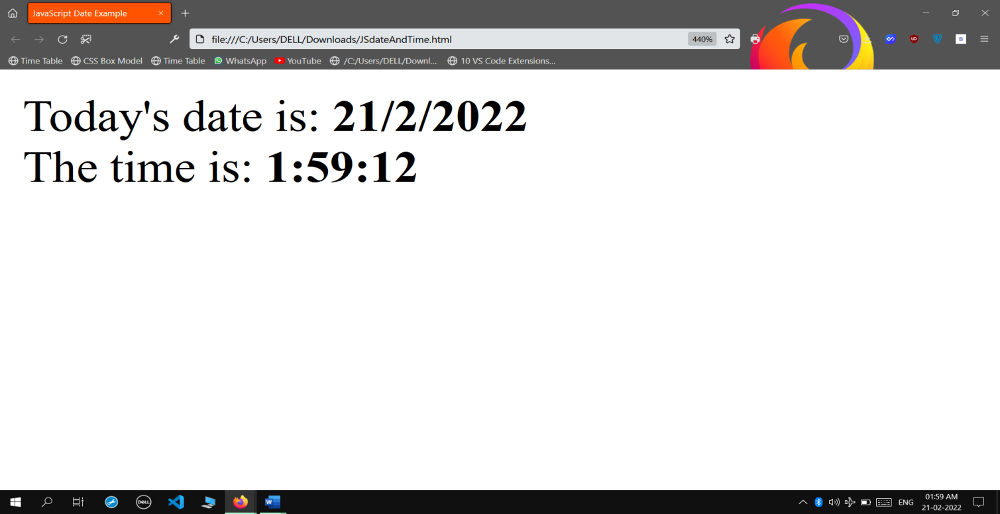 JavaScript Date Example
file:///C:/Users/DELL/Downloads/JSdateAndTime.html 440%
Time Table CSS Box Model Time Table WhatsApp YouTube /C:/Users/DELL/Downl... 10 VS Code Extensions...
Today's date is: 21/2/2022
The time is: 1:59:12
DELL
W
ENG
01:59 AM
21-02-2022